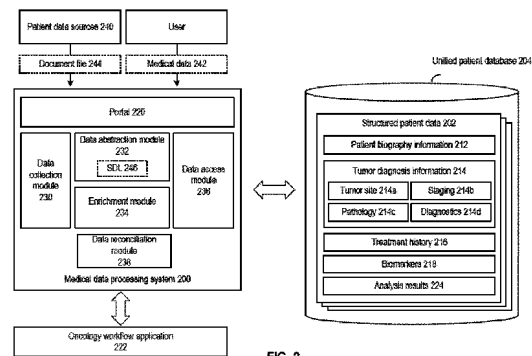 Patient data sources 240
User
Document file 244
Medical data 242
Portal 220
Data collection module 230
Data abstraction module 232
SDL 246
Enrichment module 234
Data access module 236
Data reconciliation module 238
Medical data processing system 200
Oncology workflow application 222
Unified patient database 204
Structured patient data 202
Patient biography information 212
Tumor diagnosis information 214
Tumor site 214a
Staging 214b
Pathology 214c
Diagnostics 214d
Treatment history 216
Biomarkers 218
Analysis results 224